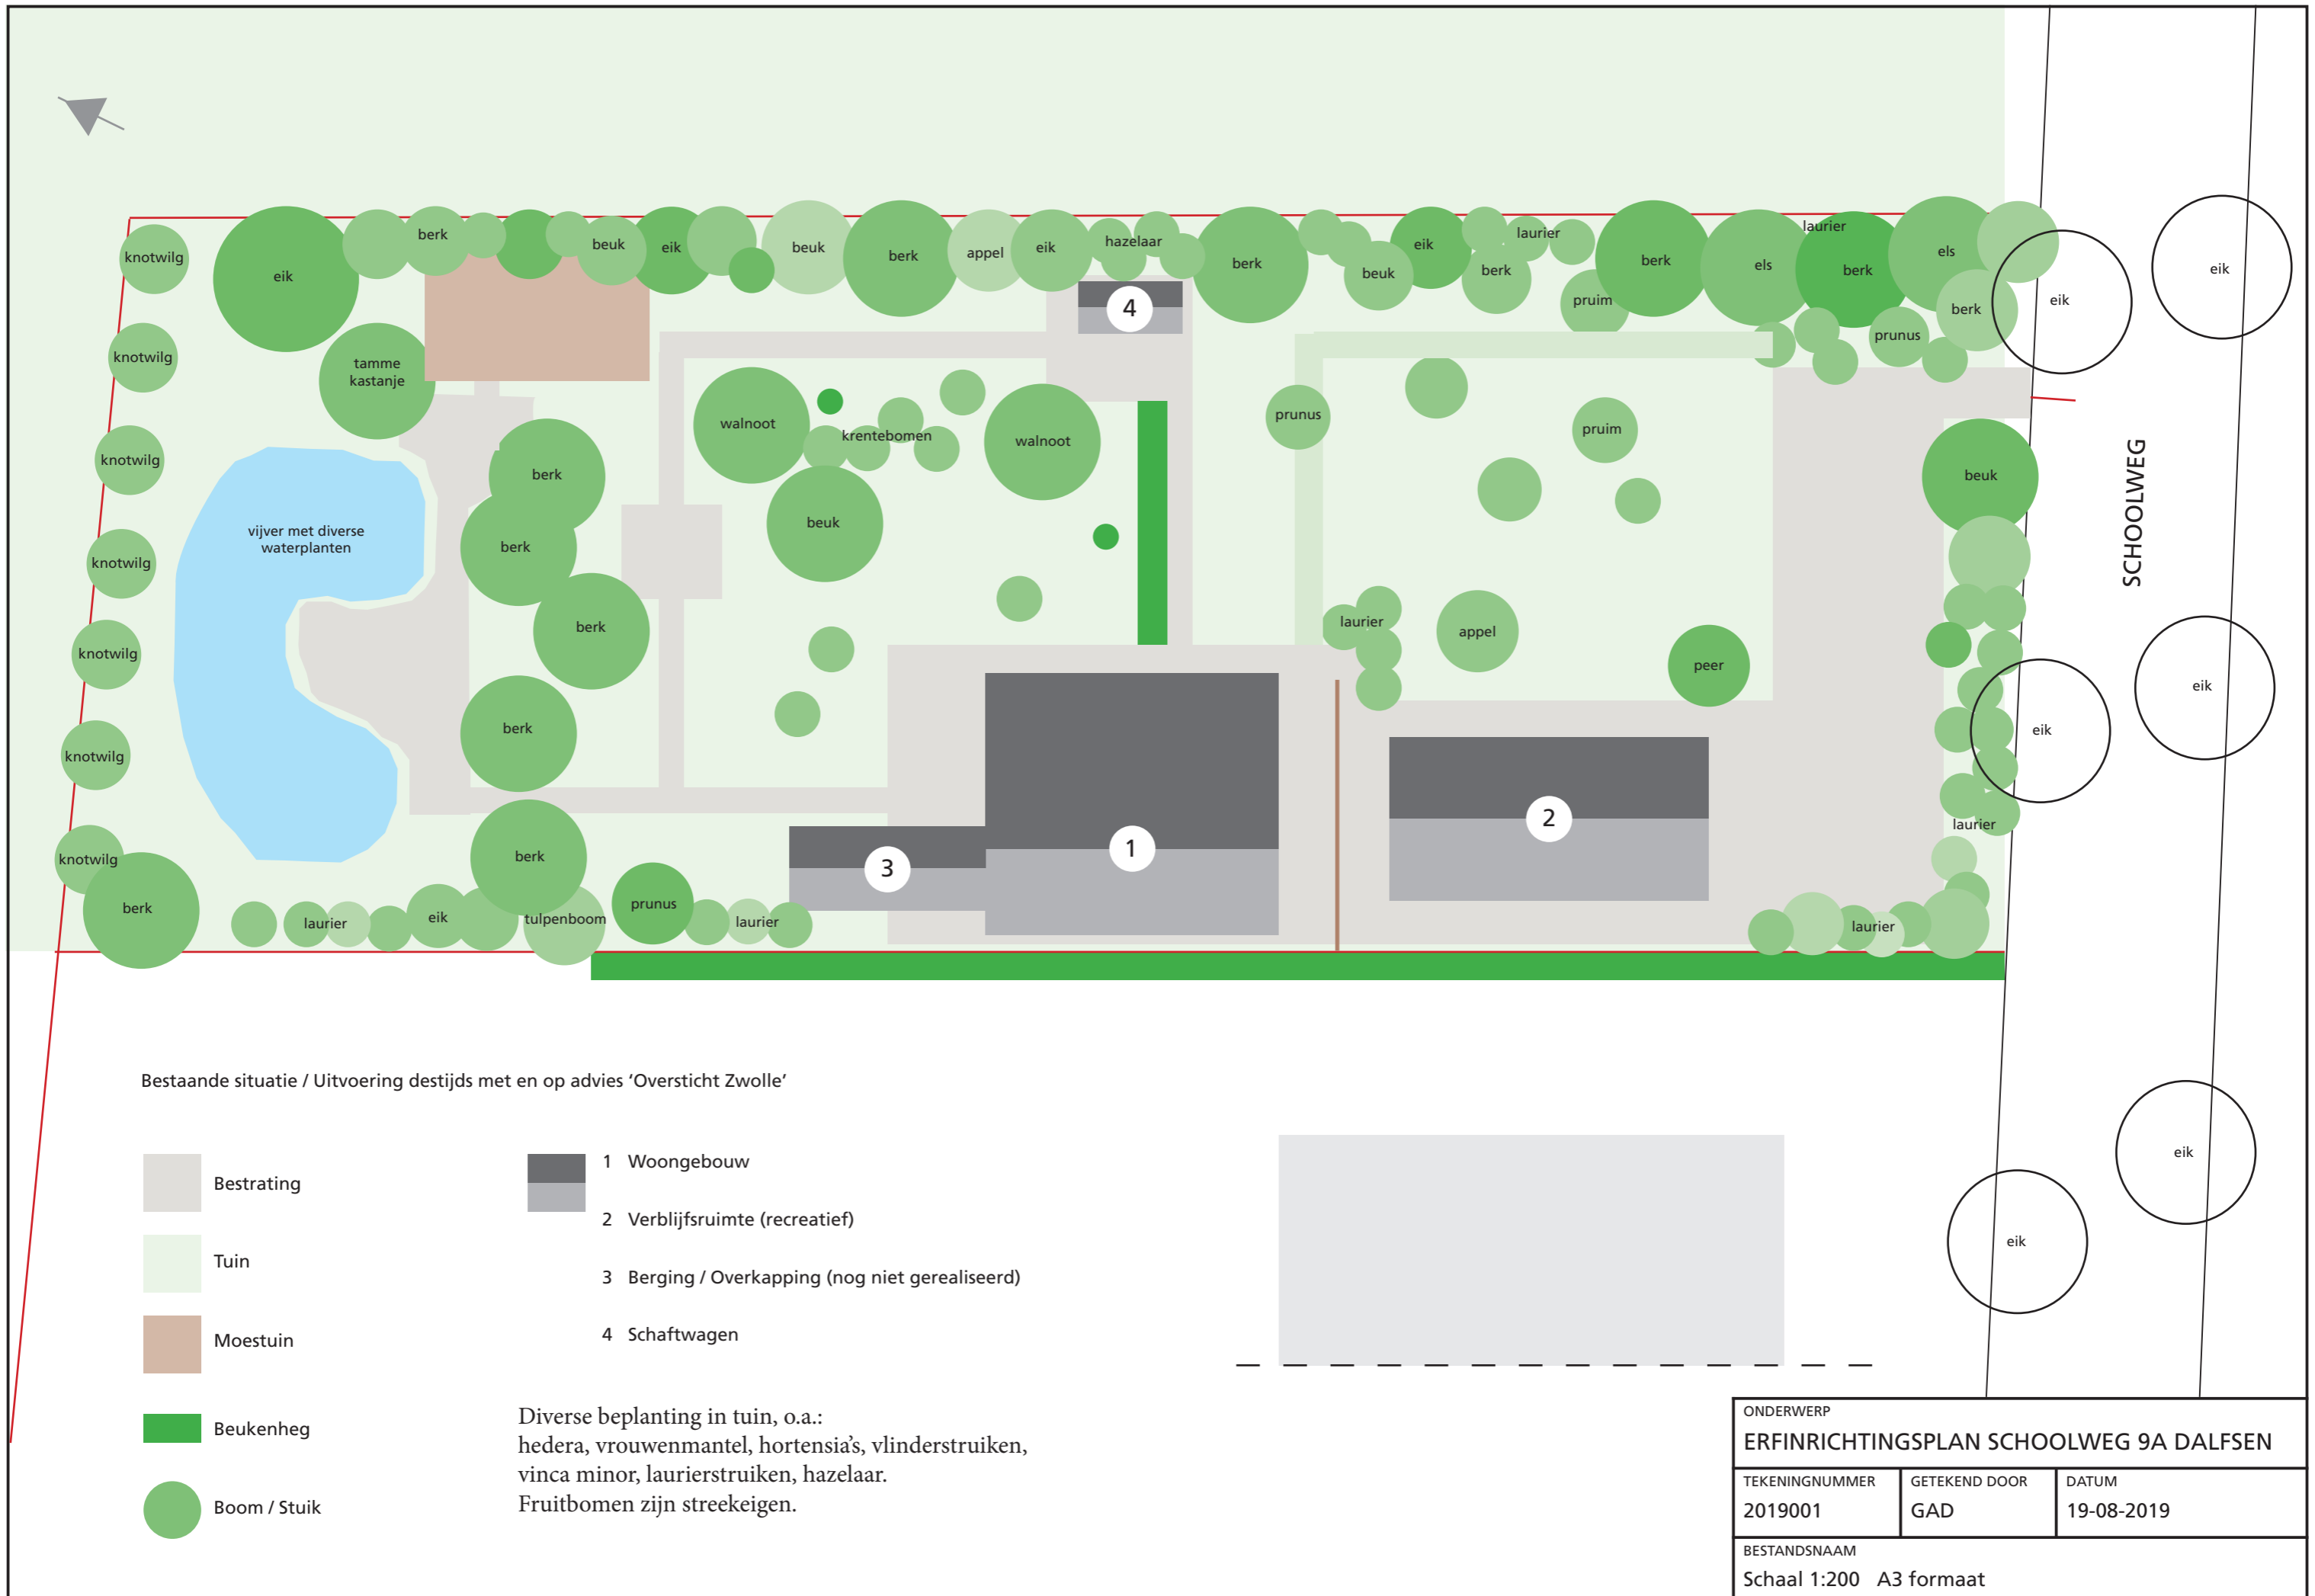 berk
beuk
eik
beuk
berk
appel
eik
hazelaar
berk
beuk
eik
berk
laurier
pruim
berk
els
laurier
berk
els
berk
prunus
eik
eik
knotwilg
eik
knotwilg
tamme
kastanje
knotwilg
knotwilg
knotwilg
knotwilg
knotwilg
berk
vijver met diverse
waterplanten
berk
berk
berk
berk
berk
walnoot
krentebomen
walnoot
beuk
prunus
pruim
laurier
appel
peer
beuk
SCHOOLWEG
eik
eik
laurier
laurier
eik
tulpenboom
prunus
laurier
laurier
4
3
1
2
eik
eik
Bestaande situatie / Uitvoering destijds met en op advies ‘Oversticht Zwolle’
Bestrating
Tuin
Moestuin
Beukenheg
Boom / Stuik
1 Woongebouw
2 Verblijfsruimte (recreatief)
3 Berging / Overkapping (nog niet gerealiseerd)
4 Schaftwagen
Diverse beplanting in tuin, o.a.:
hedera, vrouwenmantel, hortensia’s, vlinderstruiken,
vinca minor, laurierstruiken, hazelaar.
Fruitbomen zijn streekeigen.
ONDERWERP
ERFINRICHTINGSPLAN SCHOOLWEG 9A DALFSEN
TEKENINGNUMMER
2019001
GETEKEND DOOR
GAD
DATUM
19-08-2019
BESTANDSNAAM
Schaal 1:200 A3 formaat